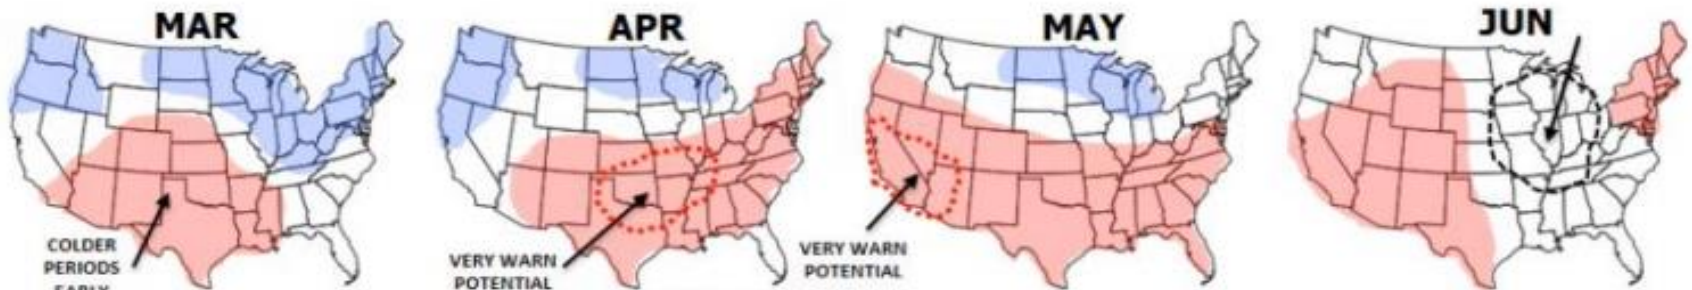 MAR
APR
MAY
JUN
COLDER
PERIODS
VERY WARN
POTENTIAL
VERY WARN
POTENTIAL